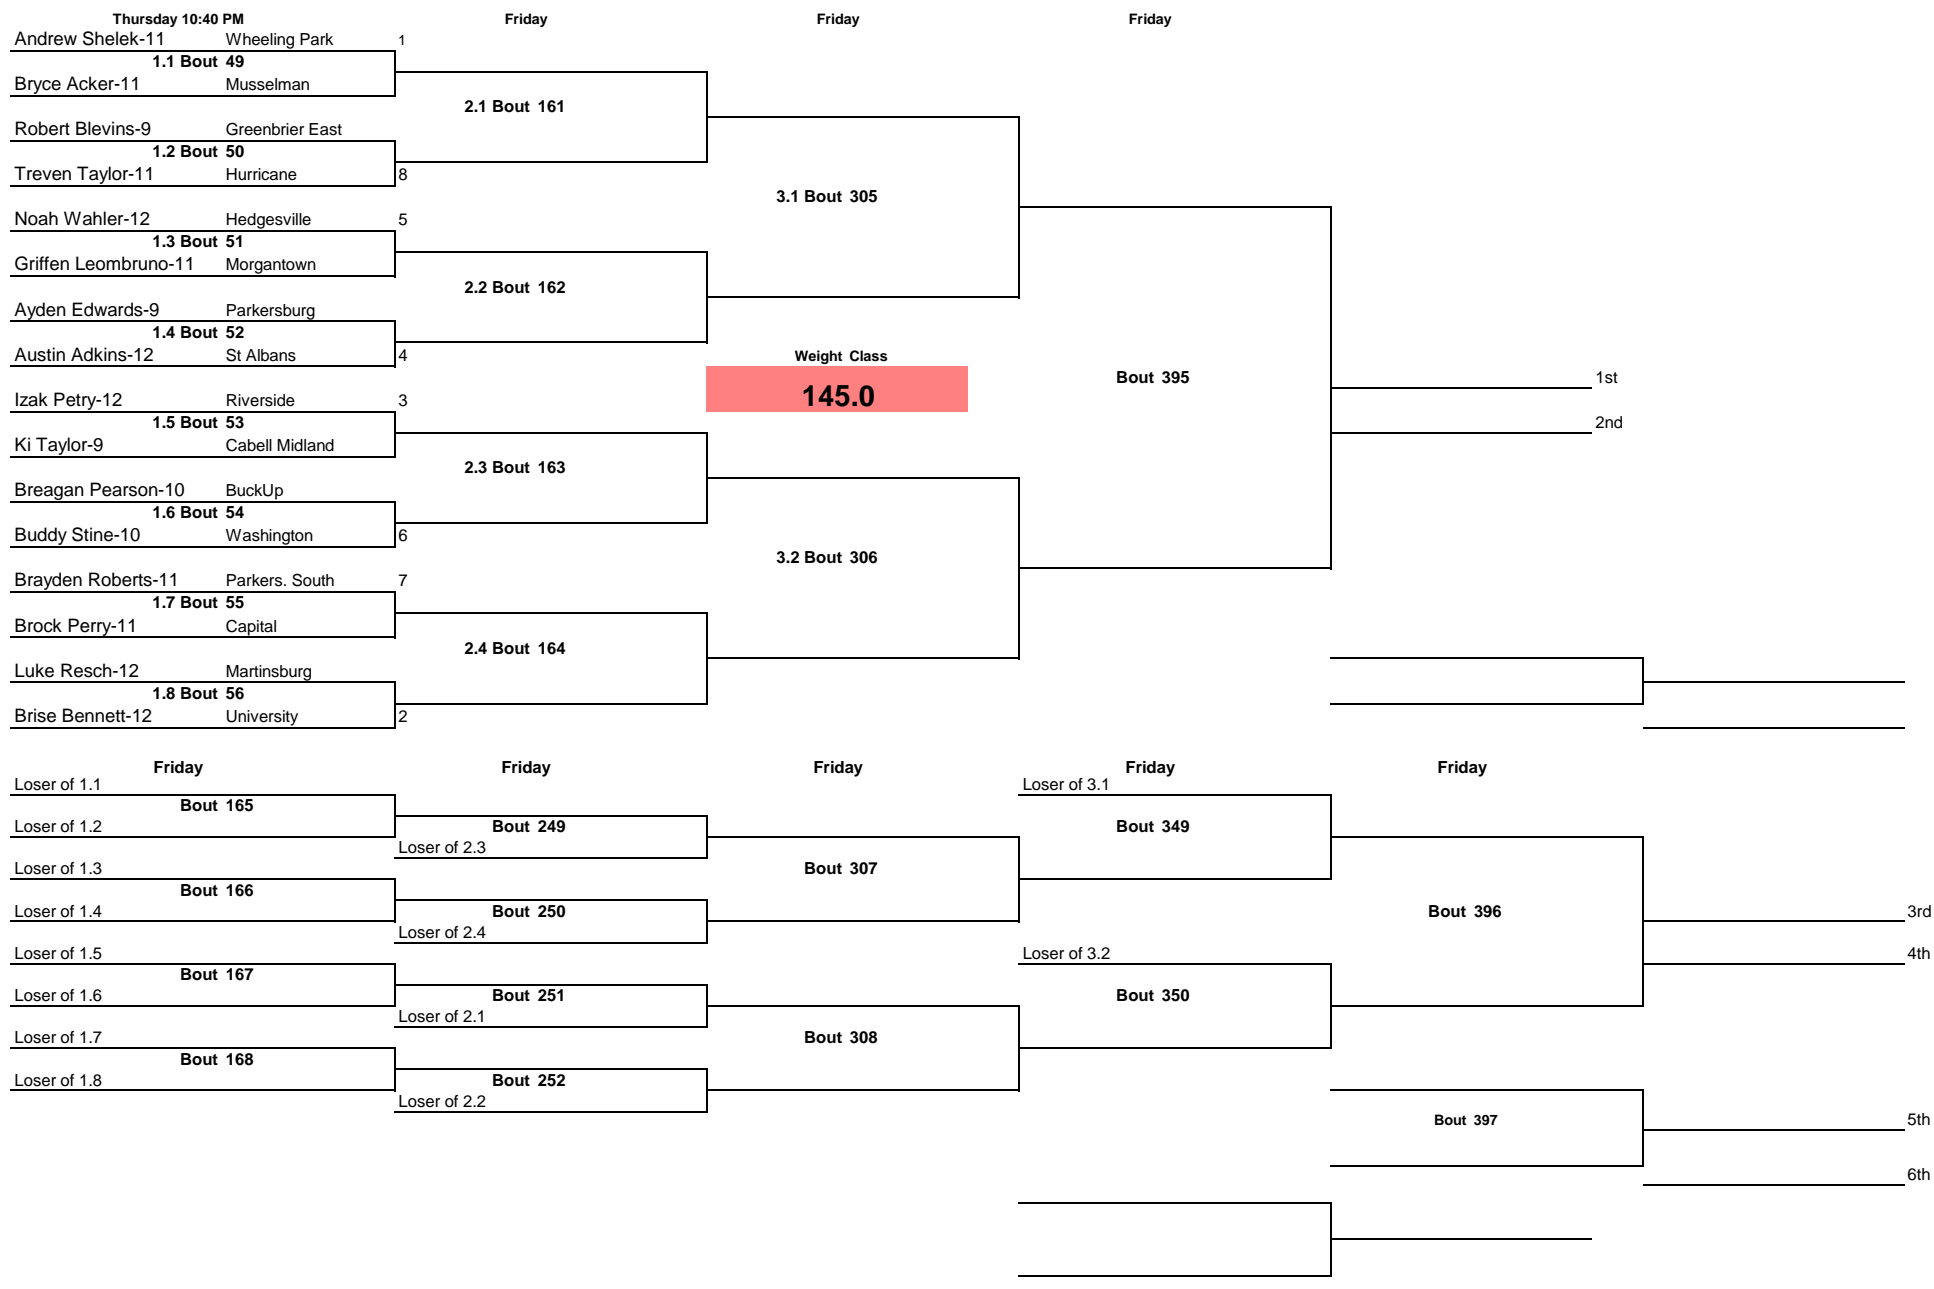 Thursday 10:40 PM Friday Friday Friday
Andrew Shelek-11 Wheeling Park 1
1.1 Bout 49
Bryce Acker-11 Musselman
2.1 Bout 161
Robert Blevins-9 Greenbrier East
1.2 Bout 50
Treven Taylor-11 Hurricane 8
3.1 Bout 305
Noah Wahler-12 Hedgesville 5
1.3 Bout 51
Griffen Leombruno-11 Morgantown
2.2 Bout 162
Ayden Edwards-9 Parkersburg
1.4 Bout 52
Austin Adkins-12 St Albans 4
Weight Class
Bout 395
1st
145.0
Izak Petry-12 Riverside 3
1.5 Bout 53
2nd
Ki Taylor-9 Cabell Midland
2.3 Bout 163
Breagan Pearson-10 BuckUp
1.6 Bout 54
Buddy Stine-10 Washington 6
3.2 Bout 306
Brayden Roberts-11 Parkers. South 7
1.7 Bout 55
Brock Perry-11 Capital
2.4 Bout 164
Luke Resch-12 Martinsburg
1.8 Bout 56
Brise Bennett-12 University 2
Friday Friday Friday Friday Friday
Loser of 1.1 Loser of 3.1
Bout 165
Loser of 1.2 Bout 249 Bout 349
Loser of 2.3
Loser of 1.3 Bout 307
Bout 166
Loser of 1.4 Bout 250 Bout 396 3rd
Loser of 2.4
Loser of 1.5 Loser of 3.2 4th
Bout 167
Loser of 1.6 Bout 251 Bout 350
Loser of 2.1
Loser of 1.7 Bout 308
Bout 168
Loser of 1.8 Bout 252
Loser of 2.2
Bout 397 5th
6th